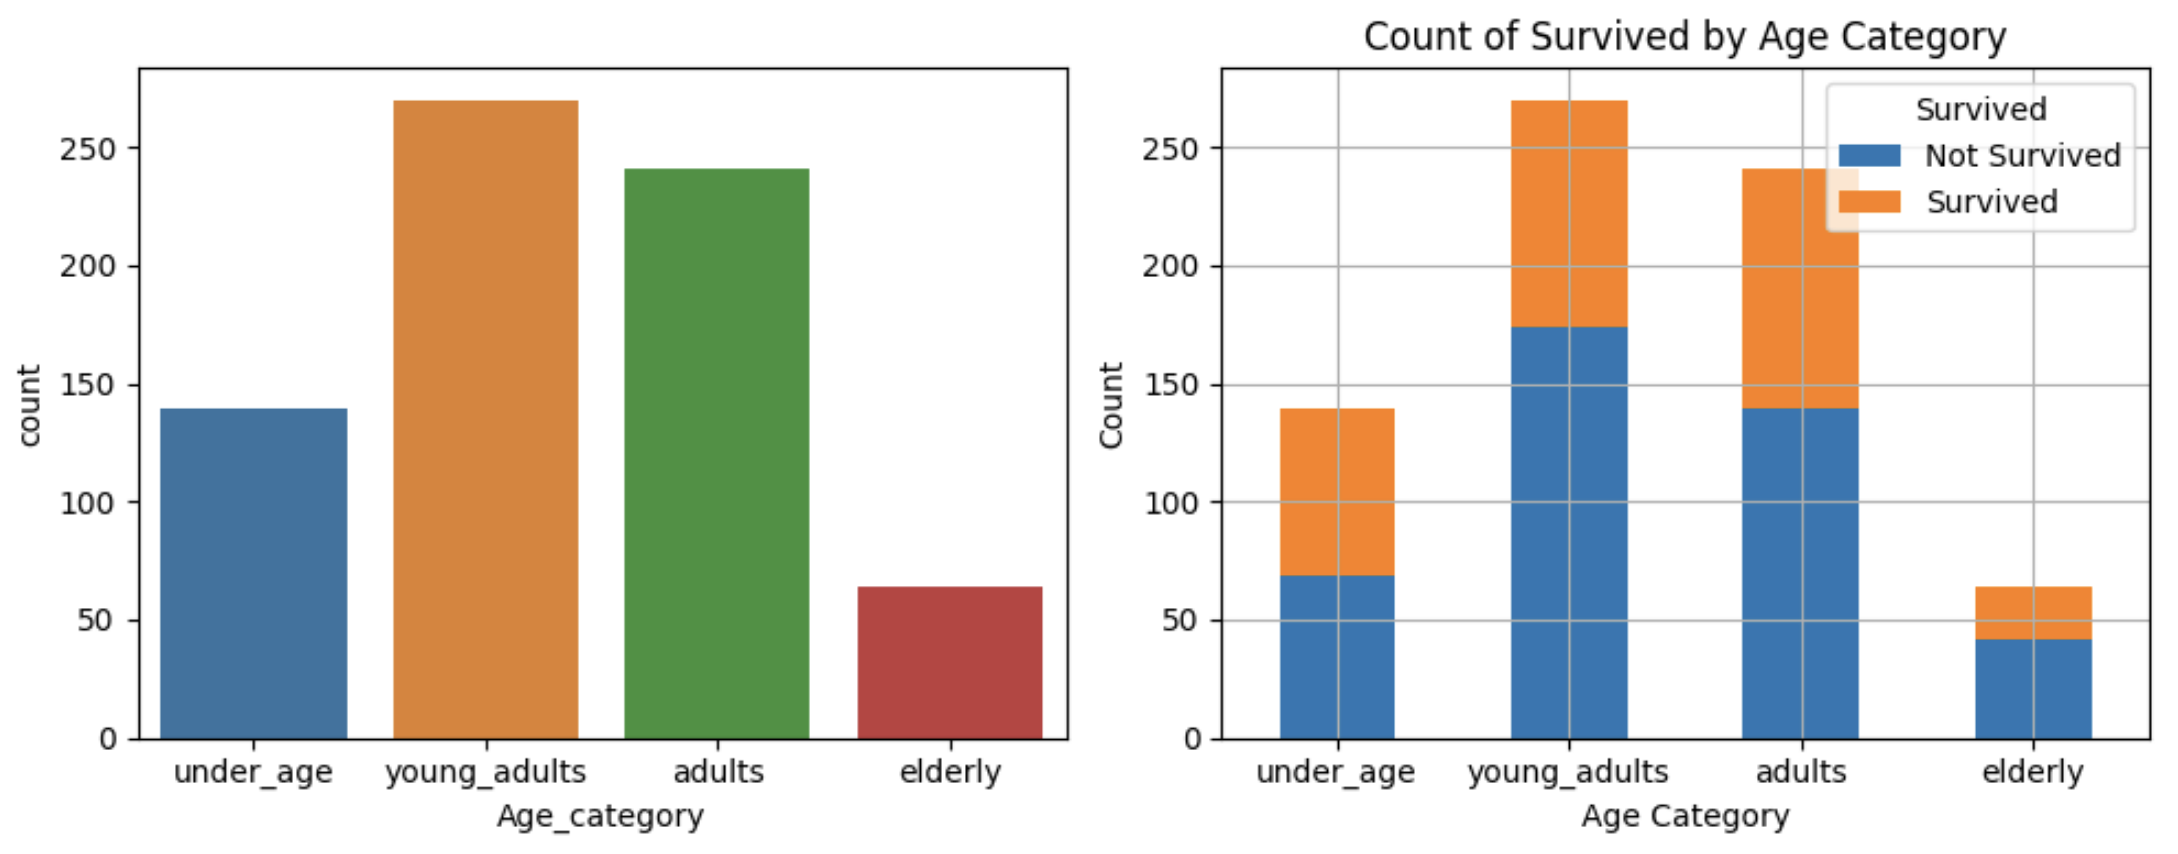 250
200
150
100
50
0
count
under_age young_adults adults elderly
Age_category
Count of Survived by Age Category
250
200
150
100
50
0
Count
Survived
Not Survived
Survived
under_age young_adults adults elderly
Age Category